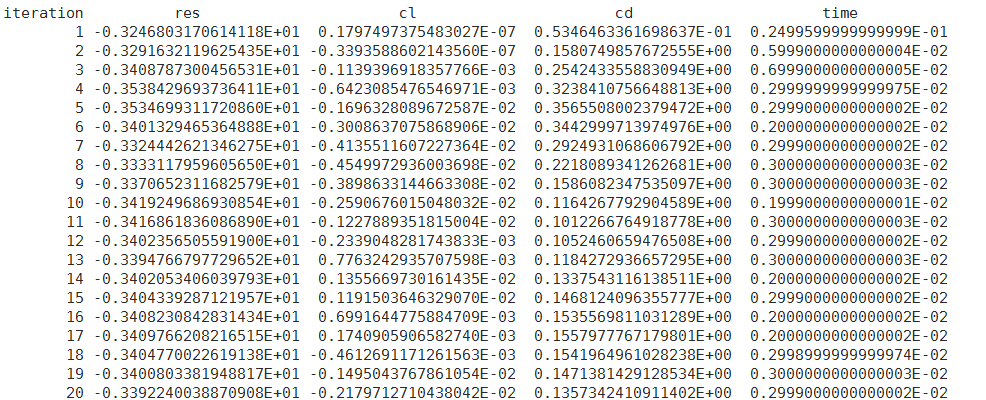 iteration res cl cd time
1 -0.3246803170614118E+01 0.1797497375483027E-07 0.5346463361698637E-01 0.2499599999999999E-01
2 -0.3291632119625435E+01 -0.3393588602143560E-07 0.1580749857672555E+00 0.5999000000000004E-02
3 -0.3408787300456531E+01 -0.1139396918357766E-03 0.2542433558830949E+00 0.6999000000000005E-02
4 -0.3538429693736411E+01 -0.6423085476546971E-03 0.3238410756648813E+00 0.2999999999999975E-02
5 -0.3534699311720860E+01 -0.1696328089672587E-02 0.3565508002379472E+00 0.2999000000000002E-02
6 -0.3401329465364888E+01 -0.3008637075868906E-02 0.3442999713974976E+00 0.2000000000000002E-02
7 -0.3324442621346275E+01 -0.4135511607227364E-02 0.2924931068606792E+00 0.2999000000000002E-02
8 -0.3333117959605650E+01 -0.4549972936003698E-02 0.2218089341262681E+00 0.3000000000000003E-02
9 -0.3370652311682579E+01 -0.3898633144663308E-02 0.1586082347535097E+00 0.3000000000000003E-02
10 -0.3419249686930854E+01 -0.2590676015048032E-02 0.1164267792904589E+00 0.1999000000000001E-02
11 -0.3416861836086890E+01 -0.1227889351815004E-02 0.1012266764918778E+00 0.3000000000000003E-02
12 -0.3402356505591900E+01 -0.2339048281743833E-03 0.1052460659476508E+00 0.2999000000000002E-02
13 -0.3394766797729652E+01 0.7763242935707598E-03 0.1184272936657295E+00 0.3000000000000003E-02
14 -0.3402053406039793E+01 0.1355669730161435E-02 0.1337543116138511E+00 0.2000000000000002E-02
15 -0.3404339287121957E+01 0.1191503646329070E-02 0.1468124096355777E+00 0.2999000000000002E-02
16 -0.3408230842831434E+01 0.6991644775884709E-03 0.1535569811031289E+00 0.2000000000000002E-02
17 -0.3409766208216515E+01 0.1740905906582740E-03 0.1557977767179801E+00 0.2000000000000002E-02
18 -0.3404770022619138E+01 -0.4612691171261563E-03 0.1541964961028238E+00 0.2998999999999974E-02
19 -0.3400803381948817E+01 -0.1495043767861054E-02 0.1471381429128534E+00 0.3000000000000003E-02
20 -0.3392240038870908E+01 -0.2179712710438042E-02 0.1357342410911402E+00 0.2999000000000002E-02